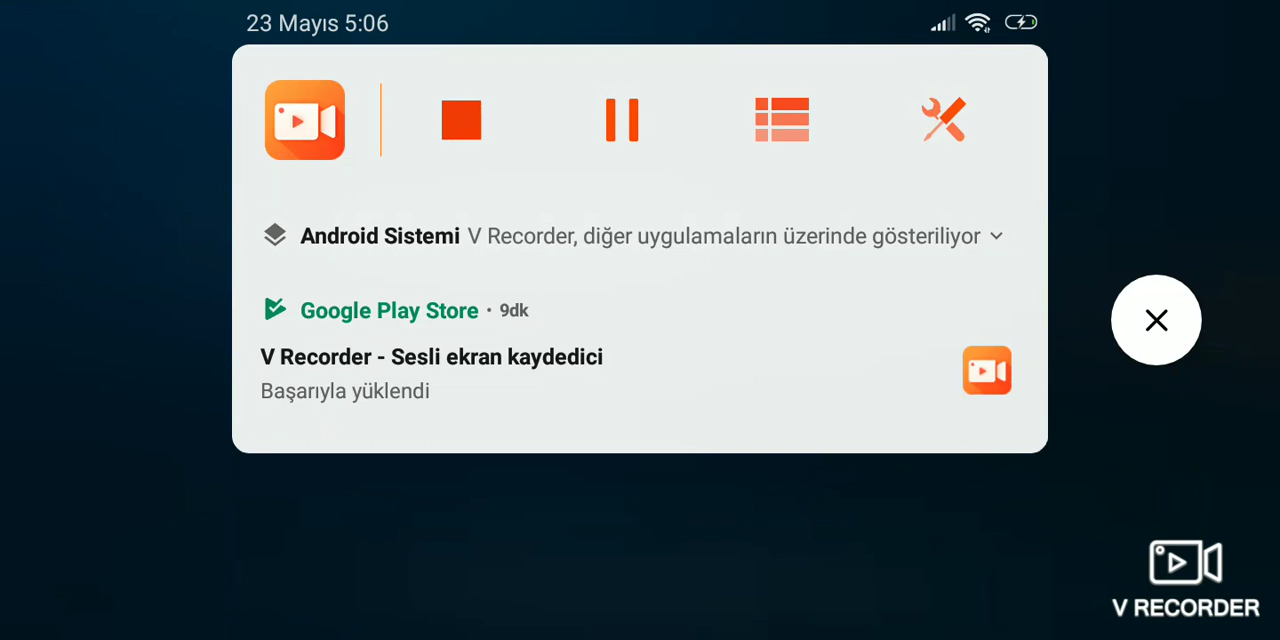 23 Mayıs 5:06
Android Sistemi V Recorder, diğer uygulamaların üzerinde gösteriliyor
Google Play Store · 9dk
V Recorder - Sesli ekran kaydedici
Başarıyla yüklendi
V RECORDER